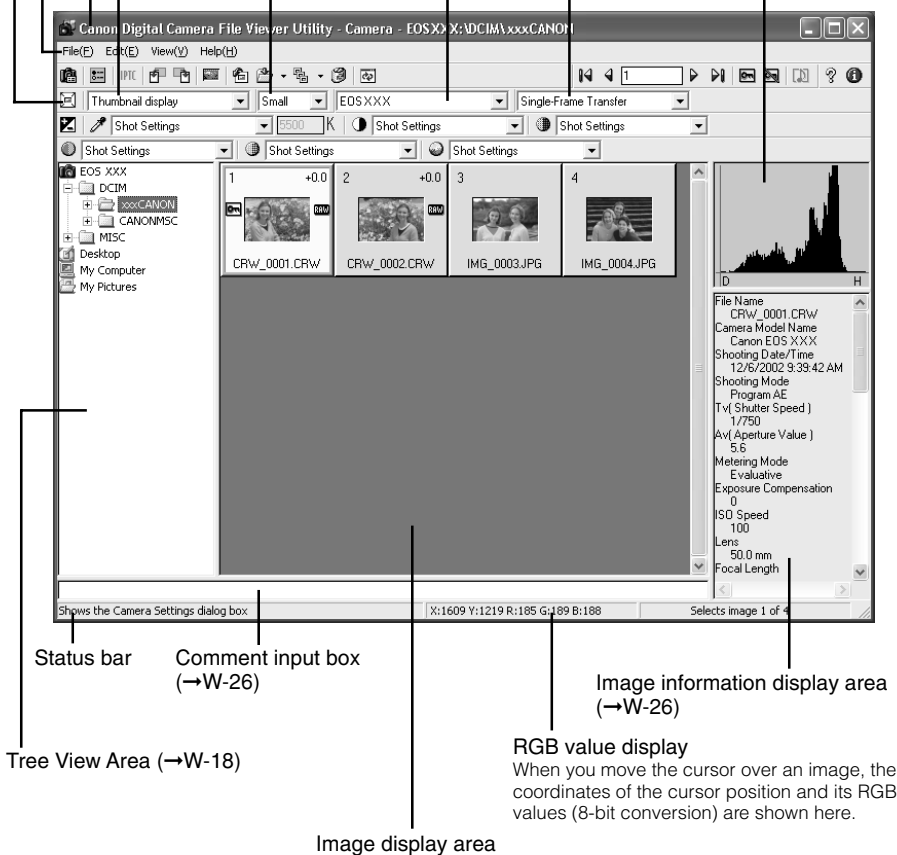 Canon Digital Camera File Viewer Utility - Camera - EOSXXX:\DCIM\xxxCANON
File(F) Edit(E) View(V) Help(H)
IPTC 1
Thumbnail display Small EOSXXX Single-Frame Transfer
Shot Settings 5500 K Shot Settings Shot Settings
Shot Settings Shot Settings Shot Settings
EOS XXX
DCIM
xxxCANON
CANONMSC
MISC
Desktop
My Computer
My Pictures
1 +0.0 2 +0.0 3 4
RAW RAW
CRW_0001.CRW CRW_0002.CRW IMG_0003.JPG IMG_0004.JPG
D H
File Name
CRW_0001.CRW
Camera Model Name
Canon EOS XXX
Shooting Date/Time
12/6/2002 9:39:42 AM
Shooting Mode
Program AE
Tv( Shutter Speed )
1/750
Av( Aperture Value )
5.6
Metering Mode
Evaluative
Exposure Compensation
0
ISO Speed
100
Lens
50.0 mm
Focal Length
Shows the Camera Settings dialog box X:1609 Y:1219 R:185 G:189 B:188 Selects image 1 of 4
Status bar
Comment input box
(→W-26)
Image information display area
(→W-26)
Tree View Area (→W-18)
RGB value display
When you move the cursor over an image, the
coordinates of the cursor position and its RGB
values (8-bit conversion) are shown here.
Image display area